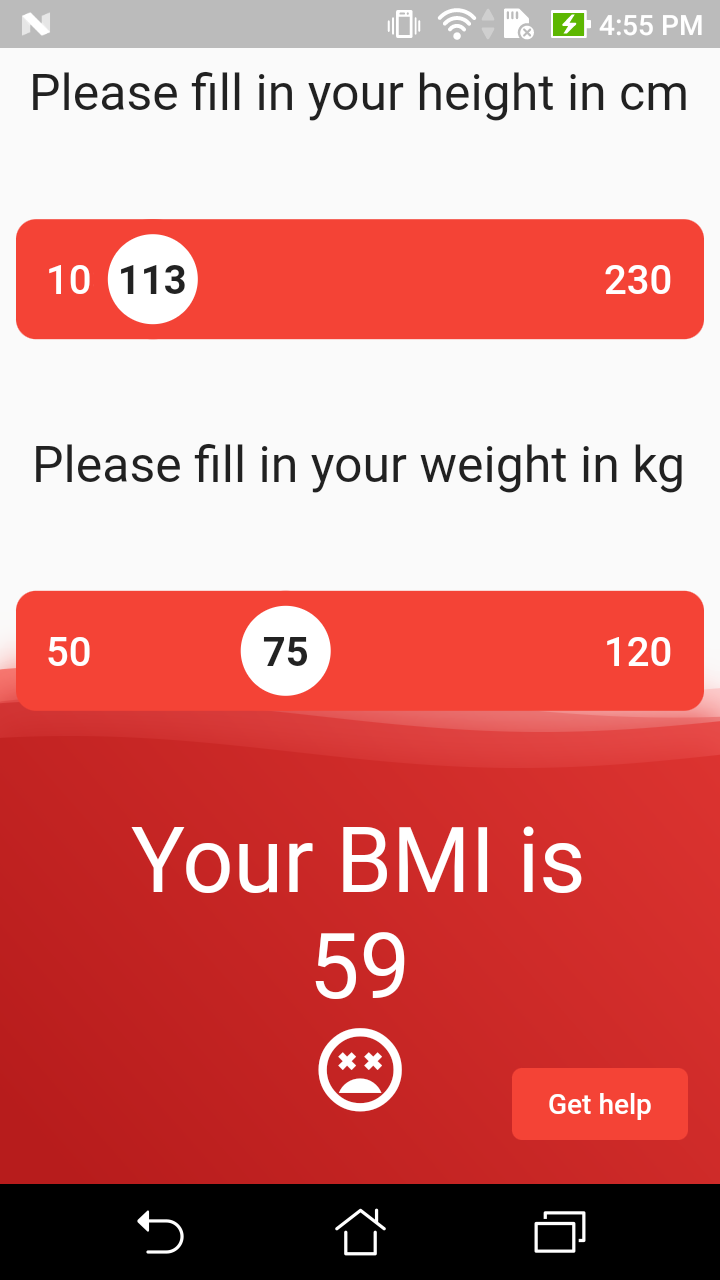 4:55 PM
Please fill in your height in cm
10 113 230
Please fill in your weight in kg
50 75 120
Your BMI is
59
Get help